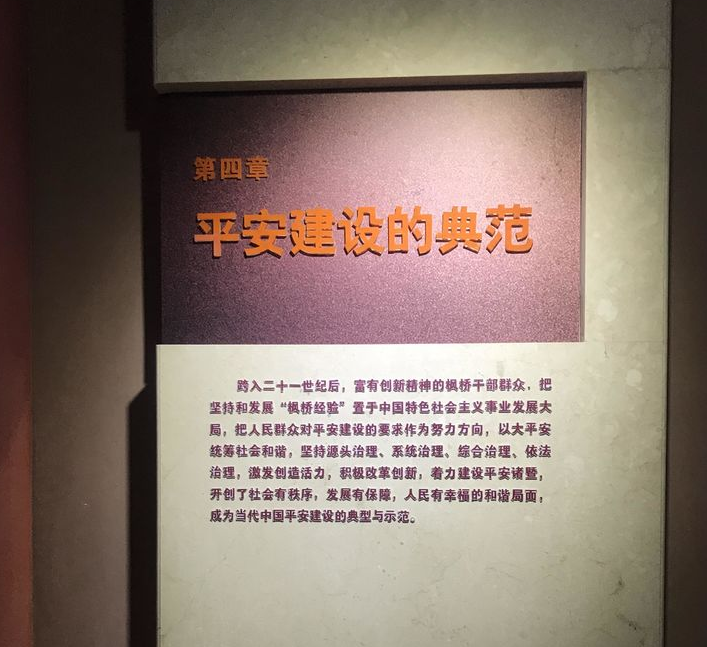 第四章
平安建设的典范
跨入二十一世纪后，富有创新精神的枫桥干部群众，把
坚持和发展“枫桥经验”置于中国特色社会主义事业发展大
局，把人民群众对平安建设的要求作为努力方向，以大平安
统筹社会和谐，坚持源头治理、系统治理、综合治理、依法
治理，激发创造活力，积极改革创新，着力建设平安诸暨，
开创了社会有秩序，发展有保障，人民有幸福的和谐局面，
成为当代中国平安建设的典型与示范。